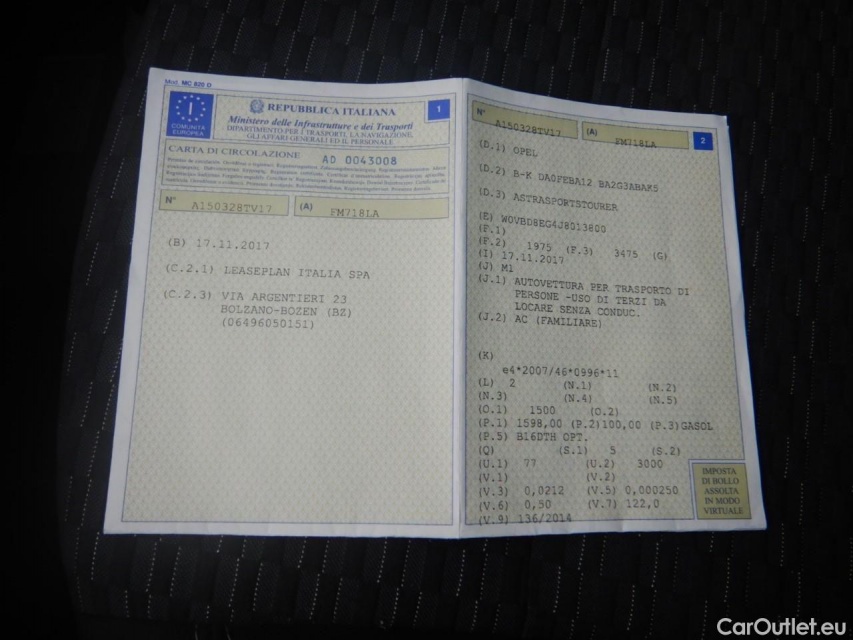 Mod. MC 820 D
I
COMUNITÀ
EUROPEA
REPUBBLICA ITALIANA
1
Ministero delle Infrastrutture e dei Trasporti
DIPARTIMENTO PER I TRASPORTI, LA NAVIGAZIONE,
GLI AFFARI GENERALI ED IL PERSONALE
CARTA DI CIRCOLAZIONE AD 0043008
N° A150328TV17 (A) FM718LA
(B) 17.11.2017
(C.2.1) LEASEPLAN ITALIA SPA
(C.2.3) VIA ARGENTIERI 23
BOLZANO-BOZEN (BZ)
(06496050151)
N° A150328TV17 (A) FM718LA
2
(D.1) OPEL
(D.2) B-K DA0FEBA12 BA2G3ABAK5
(D.3) ASTRASPORTSTOURER
(E) W0VBD8EG4J8013800
(F.1)
(F.2) 1975 (F.3) 3475 (G)
(I) 17.11.2017
(J) M1
(J.1) AUTOVETTURA PER TRASPORTO DI
PERSONE -USO DI TERZI DA
LOCARE SENZA CONDUC.
(J.2) AC (FAMILIARE)
(K)
e4*2007/46*0996*11
(L) 2 (N.1) (N.2)
(N.3) (N.4) (N.5)
(O.1) 1500 (O.2)
(P.1) 1598,00 (P.2)100,00 (P.3)GASOL
(P.5) B16DTH OPT.
(Q) (S.1) 5 (S.2)
(U.1) 77 (U.2) 3000
(V.1) (V.2)
(V.3) 0,0212 (V.5) 0,000250
(V.6) 0,50 (V.7) 122,0
(V.9) 136/2014
IMPOSTA
DI BOLLO
ASSOLTA
IN MODO
VIRTUALE
CarOutlet.eu